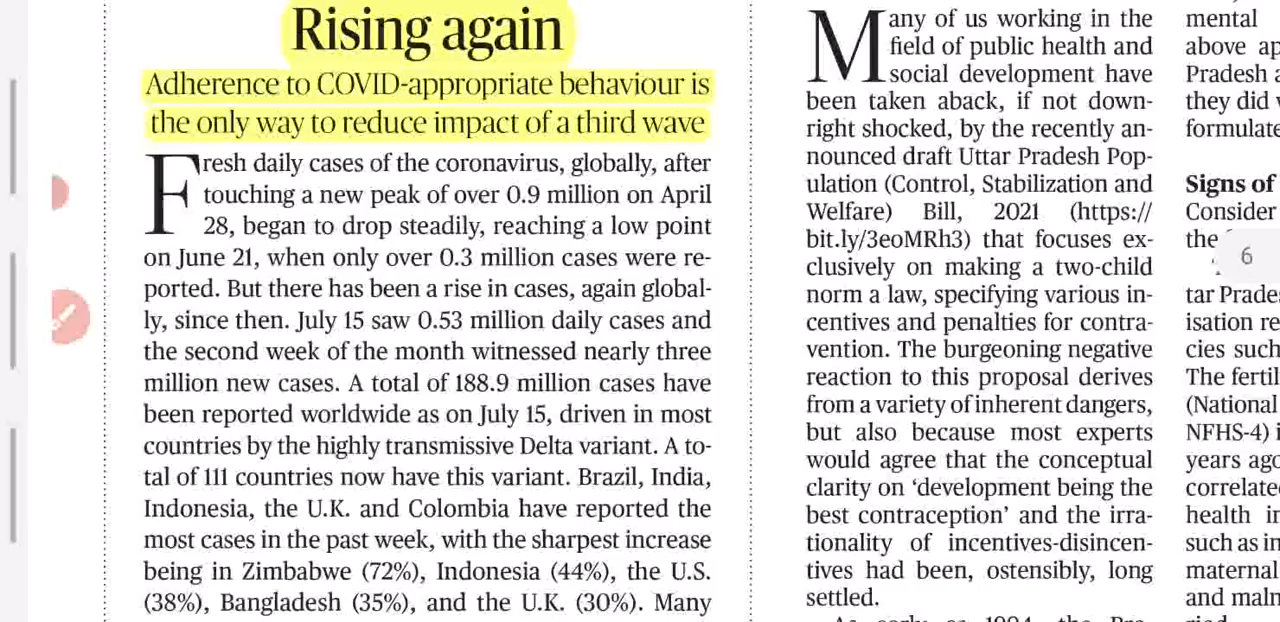 Rising again
Adherence to COVID-appropriate behaviour is
the only way to reduce impact of a third wave
Fresh daily cases of the coronavirus, globally, after
touching a new peak of over 0.9 million on April
28, began to drop steadily, reaching a low point
on June 21, when only over 0.3 million cases were re-
ported. But there has been a rise in cases, again global-
ly, since then. July 15 saw 0.53 million daily cases and
the second week of the month witnessed nearly three
million new cases. A total of 188.9 million cases have
been reported worldwide as on July 15, driven in most
countries by the highly transmissive Delta variant. A to-
tal of 111 countries now have this variant. Brazil, India,
Indonesia, the U.K. and Colombia have reported the
most cases in the past week, with the sharpest increase
being in Zimbabwe (72%), Indonesia (44%), the U.S.
(38%), Bangladesh (35%), and the U.K. (30%). Many
Many of us working in the
field of public health and
social development have
been taken aback, if not down-
right shocked, by the recently an-
nounced draft Uttar Pradesh Pop-
ulation (Control, Stabilization and
Welfare) Bill, 2021 (https://
bit.ly/3eoMRh3) that focuses ex-
clusively on making a two-child
norm a law, specifying various in-
centives and penalties for contra-
vention. The burgeoning negative
reaction to this proposal derives
from a variety of inherent dangers,
but also because most experts
would agree that the conceptual
clarity on ‘development being the
best contraception’ and the irra-
tionality of incentives-disincen-
tives had been, ostensibly, long
settled.
As early as 1994, the
mental
above
Pradesh
they did
formulate
Signs of
Consider
the
6
tar
isation
cies such
The
(National
NFHS-4)
years
health
such as
maternal
and